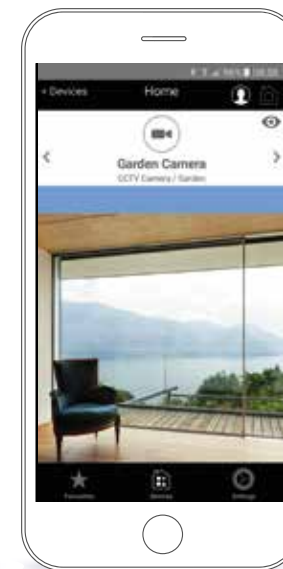 < Devices Home
Garden Camera
CCTV Camera / Garden
Favourites Devices Settings